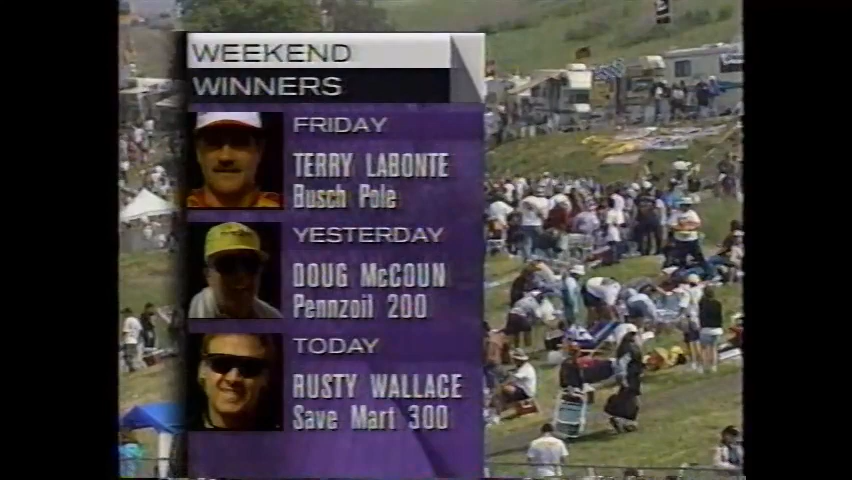 WEEKEND
WINNERS
FRIDAY
TERRY LABONTE
Busch Pole
YESTERDAY
DOUG McCOUN
Pennzoil 200
TODAY
RUSTY WALLACE
Save Mart 300